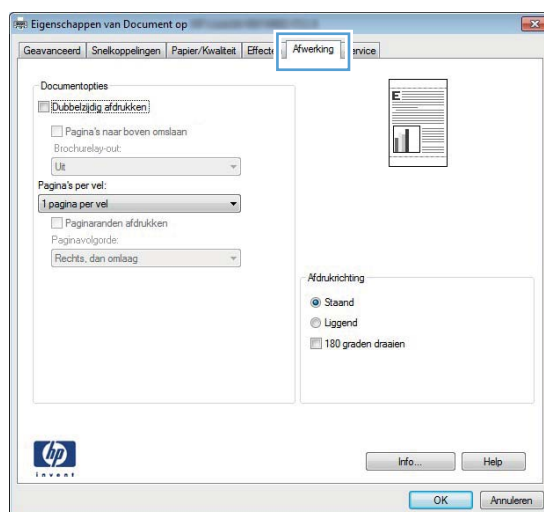 Eigenschappen van Document op
Geavanceerd Snelkoppelingen Papier/Kwaliteit Afwerking
Documentopties
Dubbelzijdig afdrukken
Pagina's naar boven omslaan
Brochurelay-out:
Uit
Pagina's per vel:
1 pagina per vel
Paginaranden afdrukken
Paginavolgorde:
Rechts, dan omlaag
E
Afdrukrichting
Staand
Liggend
180 graden draaien
hp
invent
Info... Help
OK Annuleren